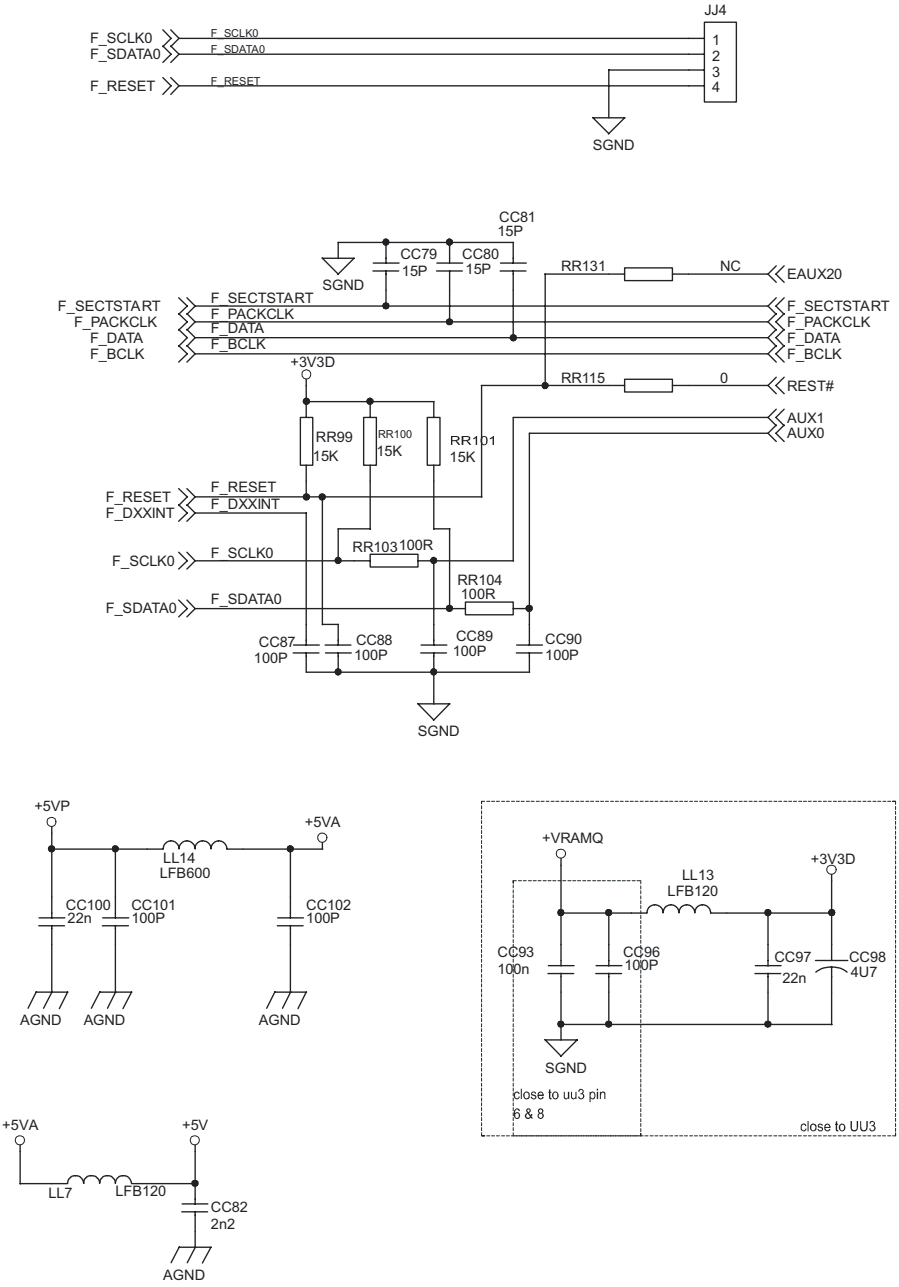 JJ4
F_SCLK0 F_SCLK0 1
F_SDATA0 F_SDATA0 2
3
F_RESET F_RESET 4
SGND
CC81
15P
CC79
15P
CC80
15P
SGND
RR131 NC EAUX20
F_SECTSTART F_SECTSTART F_SECTSTART
F_PACKCLK F_PACKCLK F_PACKCLK
F_DATA F_DATA F_DATA
F_BCLK F_BCLK F_BCLK
+3V3D
RR115 0 REST#
AUX1
AUX0
RR99
15K
RR100
15K
RR101
15K
F_RESET F_RESET
F_DXXINT F_DXXINT
F_SCLK0 F_SCLK0
RR103 100R
RR104
100R
F_SDATA0 F_SDATA0
CC87
100P
CC88
100P
CC89
100P
CC90
100P
SGND
+5VP
+5VA
LL14
LFB600
CC100
22n
CC101
100P
CC102
100P
AGND
AGND
AGND
+VRAMQ
+3V3D
LL13
LFB120
CC93
100n
CC96
100P
CC97
22n
CC98
4U7
SGND
close to uu3 pin
6 & 8
close to UU3
+5VA
+5V
LL7
LFB120
CC82
2n2
AGND